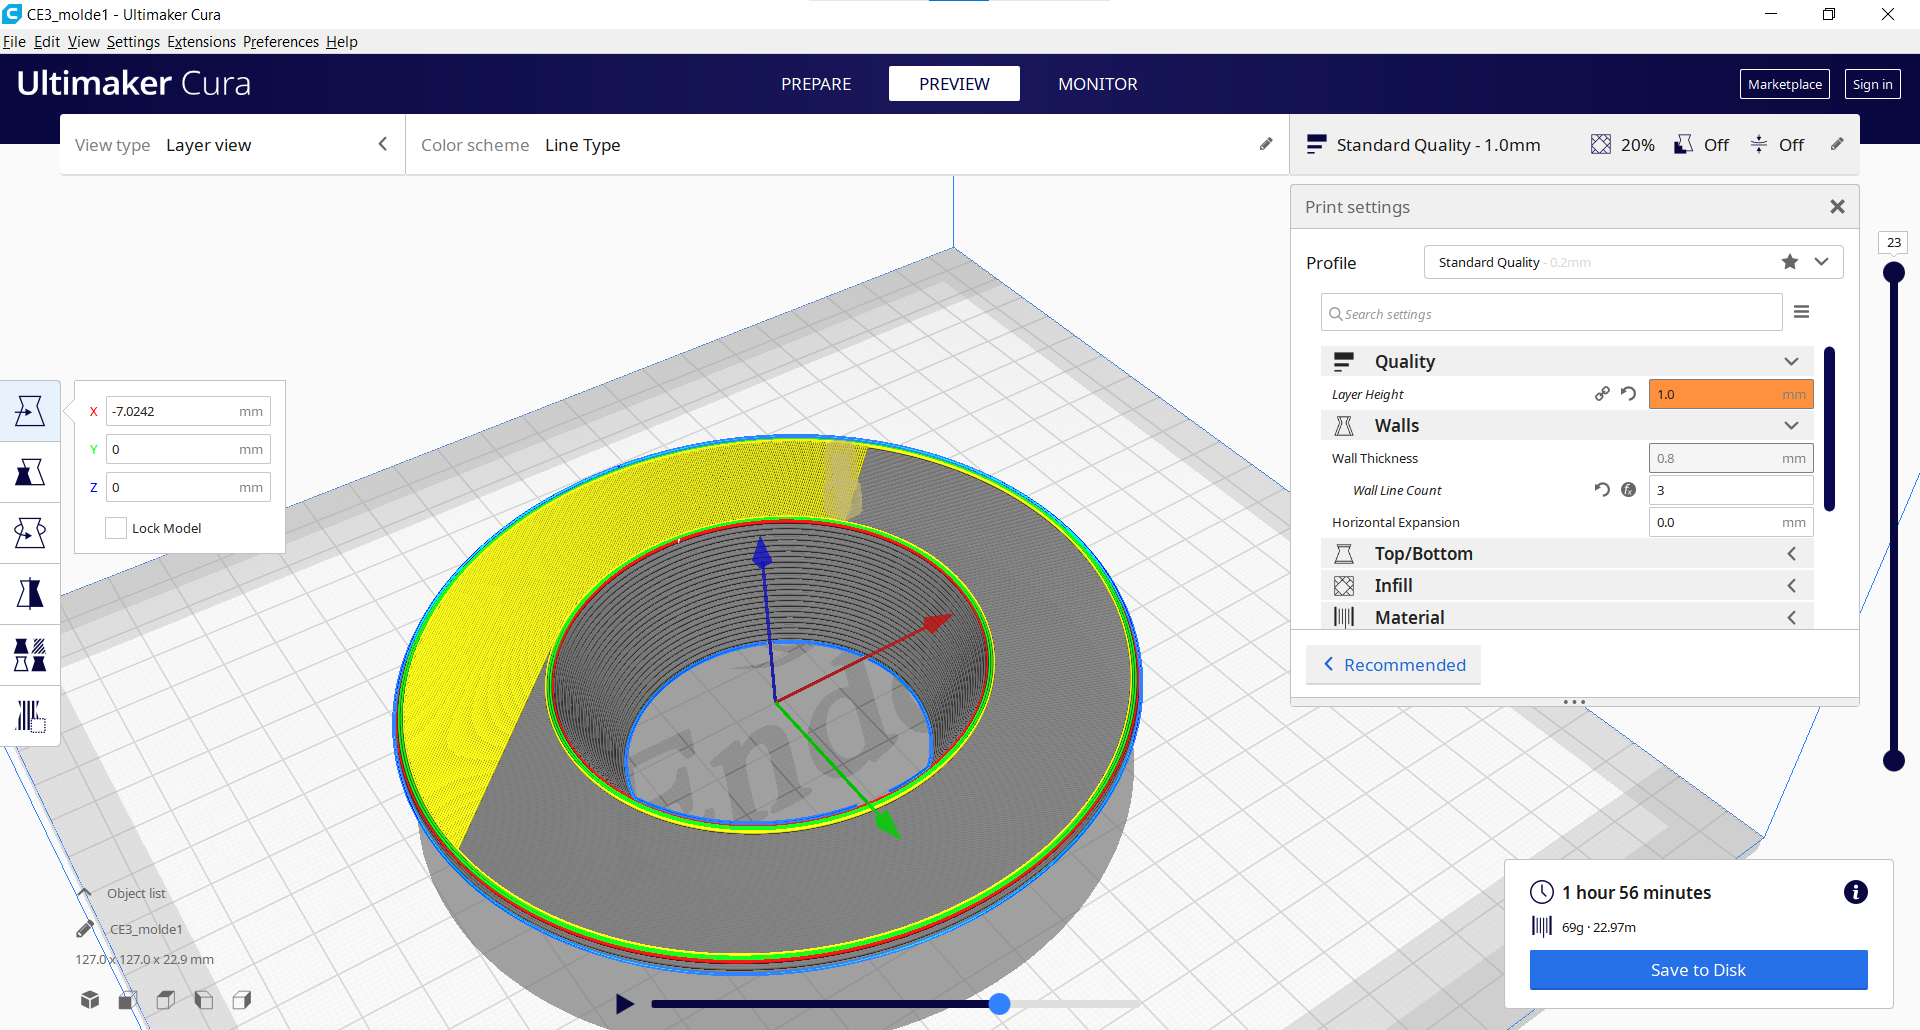 CE3_molde1 - Ultimaker Cura
File Edit View Settings Extensions Preferences Help
Ultimaker Cura
PREPARE PREVIEW MONITOR
Marketplace Sign in
View type Layer view
Color scheme Line Type
Standard Quality - 1.0mm 20% Off Off
Print settings
23
Profile Standard Quality - 0.2mm
Search settings
Quality
Layer Height 1.0 mm
Walls
Wall Thickness 0.8 mm
Wall Line Count 3
Horizontal Expansion 0.0 mm
Top/Bottom
Infill
Material
Recommended
X -7.0242 mm
Y 0 mm
Z 0 mm
Lock Model
Ende
Object list
CE3_molde1
127.0 x 127.0 x 22.9 mm
1 hour 56 minutes
69g · 22.97m
Save to Disk